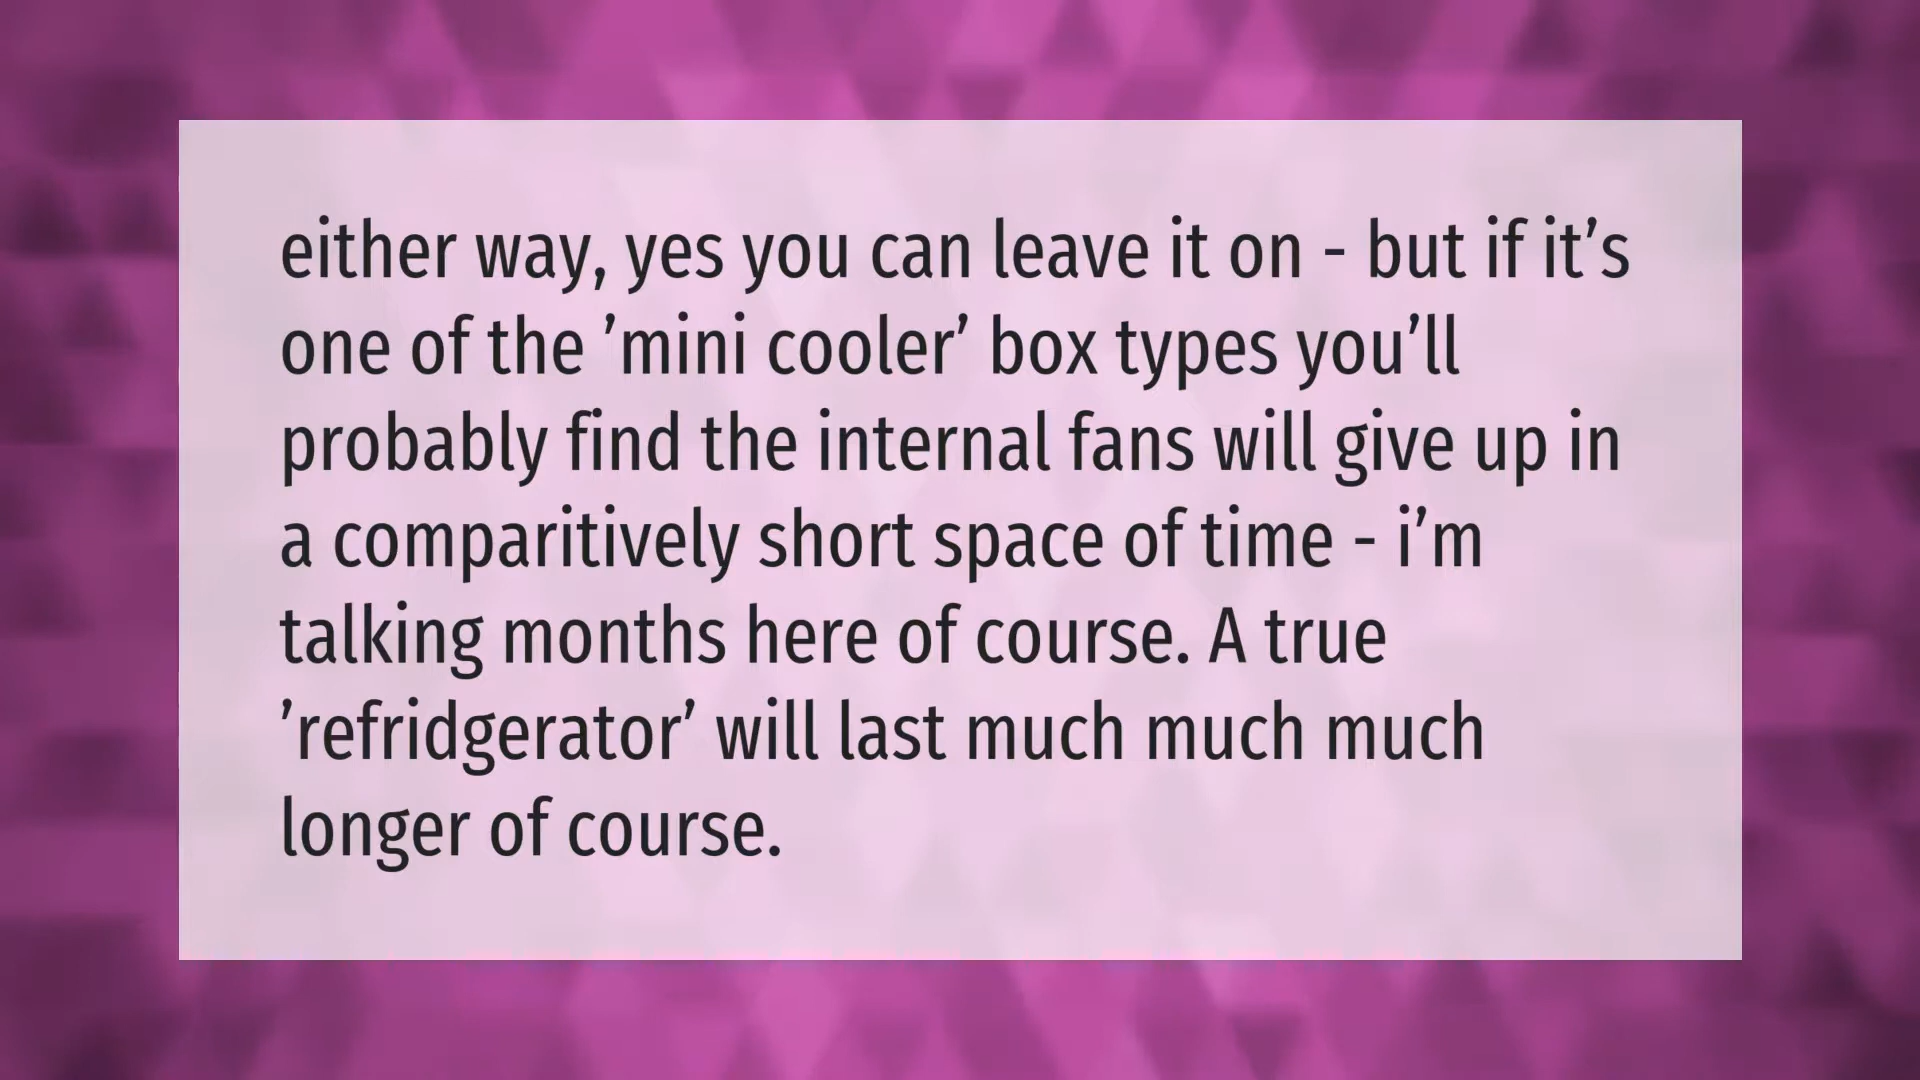 either way, yes you can leave it on - but if it’s
one of the ’mini cooler’ box types you’ll
probably find the internal fans will give up in
a comparitively short space of time - i’m
talking months here of course. A true
’refridgerator’ will last much much much
longer of course.